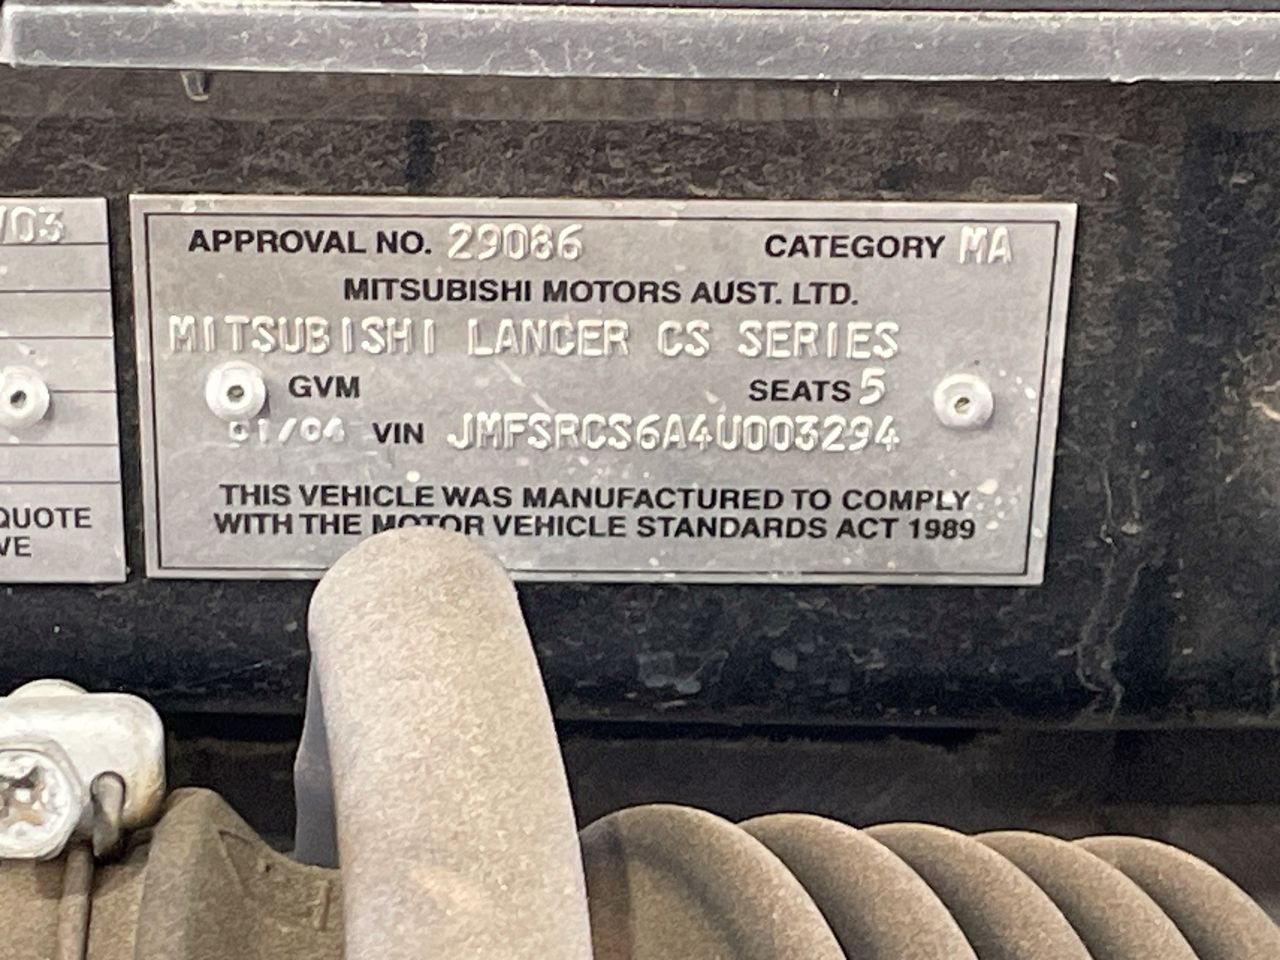 /03
APPROVAL NO. 29086 CATEGORY MA
MITSUBISHI MOTORS AUST. LTD.
MITSUBISHI LANCER CS SERIES
GVM SEATS 5
01/04 VIN JMFSRCS6A4U003294
THIS VEHICLE WAS MANUFACTURED TO COMPLY
WITH THE MOTOR VEHICLE STANDARDS ACT 1989
QUOTE
VE